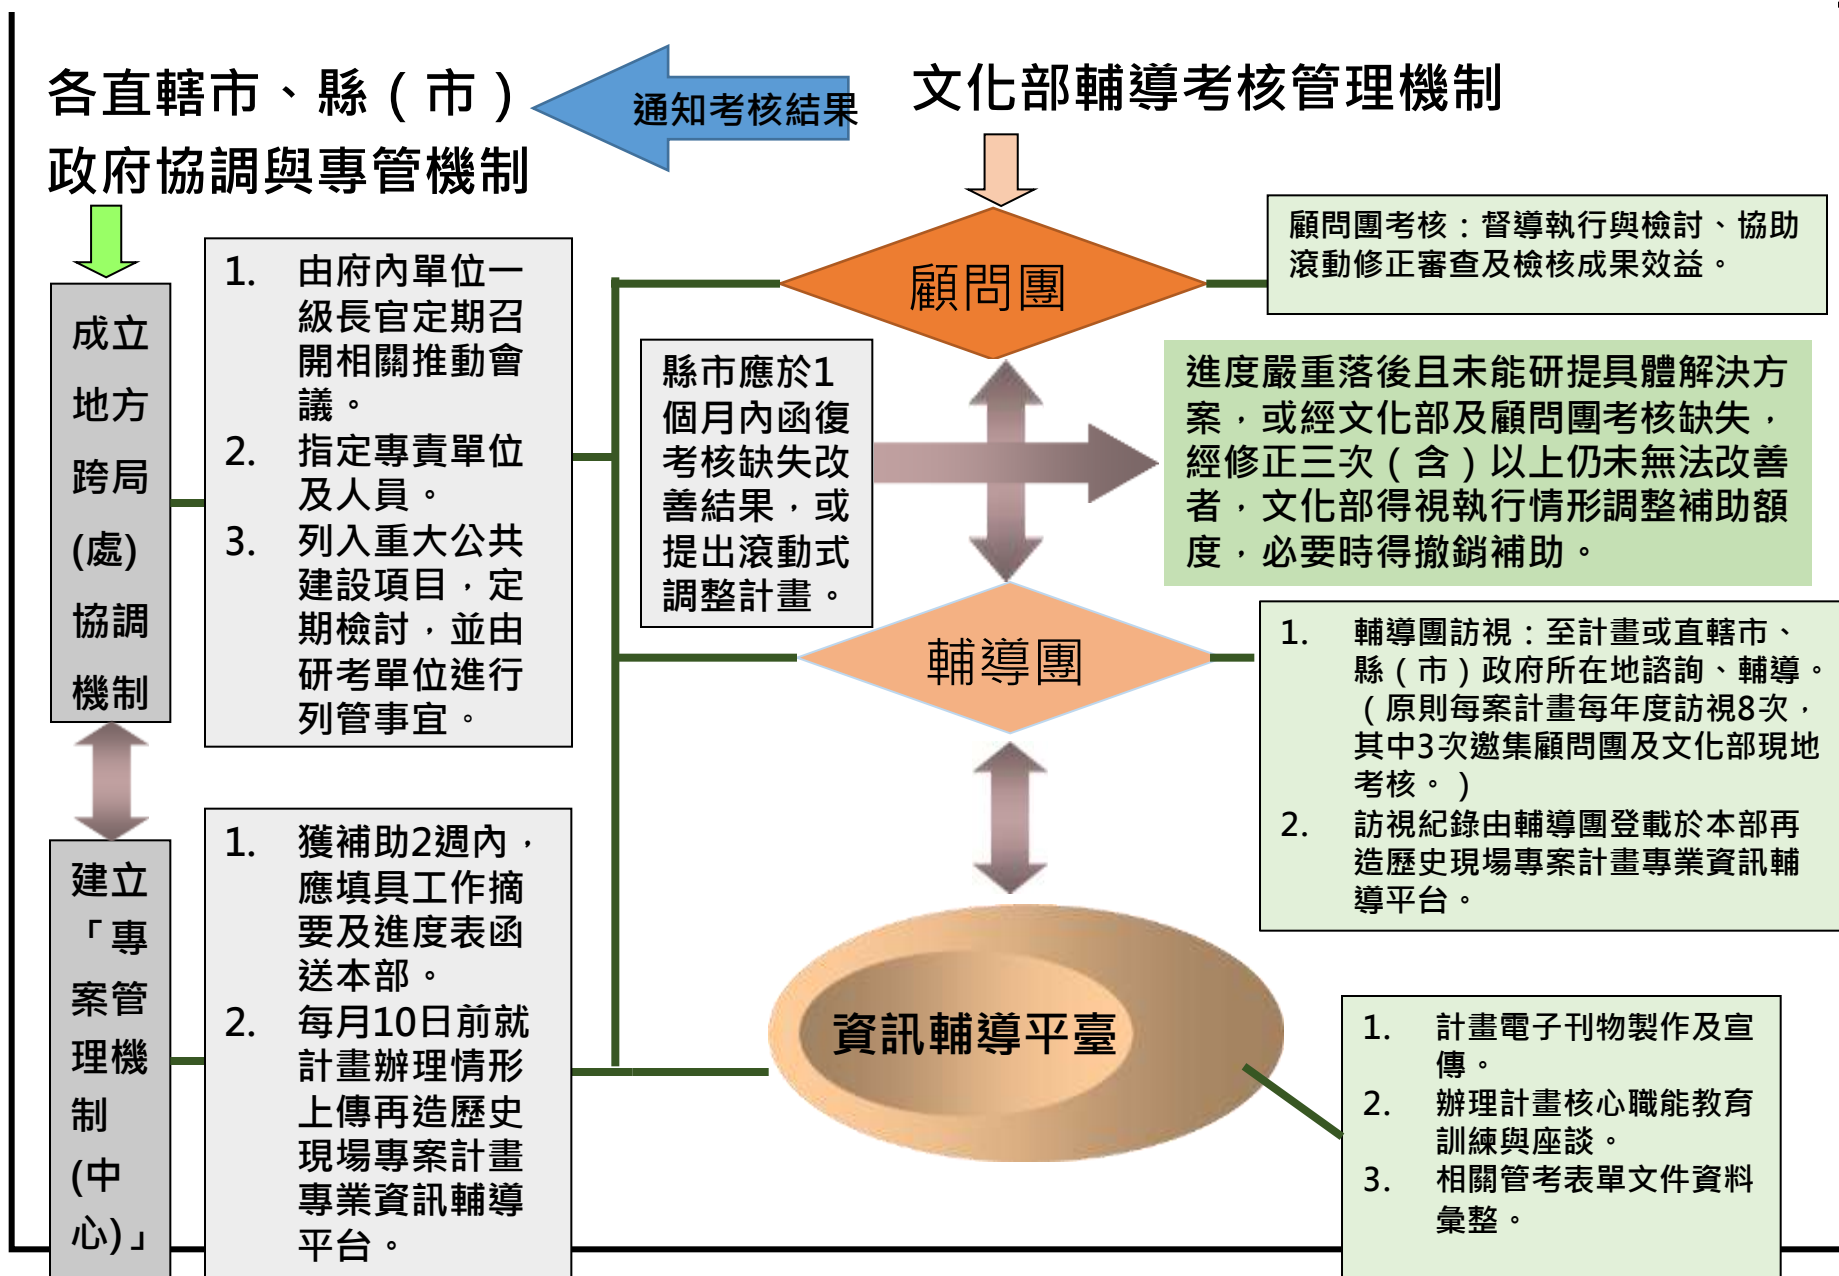 各直轄市、縣（市）
政府協調與專管機制
通知考核結果
文化部輔導考核管理機制
成立
地方
跨局
(處)
協調
機制
1. 由府內單位一
級長官定期召
開相關推動會
議。
2. 指定專責單位
及人員。
3. 列入重大公共
建設項目，定
期檢討，並由
研考單位進行
列管事宜。
顧問團
顧問團考核：督導執行與檢討、協助
滾動修正審查及檢核成果效益。
縣市應於1
個月內函復
考核缺失改
善結果，或
提出滾動式
調整計畫。
進度嚴重落後且未能研提具體解決方
案，或經文化部及顧問團考核缺失，
經修正三次（含）以上仍未無法改善
者，文化部得視執行情形調整補助額
度，必要時得撤銷補助。
輔導團
1. 輔導團訪視：至計畫或直轄市、
縣（市）政府所在地諮詢、輔導。
（原則每案計畫每年度訪視8次，
其中3次邀集顧問團及文化部現地
考核。）
2. 訪視紀錄由輔導團登載於本部再
造歷史現場專案計畫專業資訊輔
導平台。
建立
「專
案管
理機
制
(中
心)」
1. 獲補助2週內，
應填具工作摘
要及進度表函
送本部。
2. 每月10日前就
計畫辦理情形
上傳再造歷史
現場專案計畫
專業資訊輔導
平台。
資訊輔導平臺
1. 計畫電子刊物製作及宣
傳。
2. 辦理計畫核心職能教育
訓練與座談。
3. 相關管考表單文件資料
彙整。